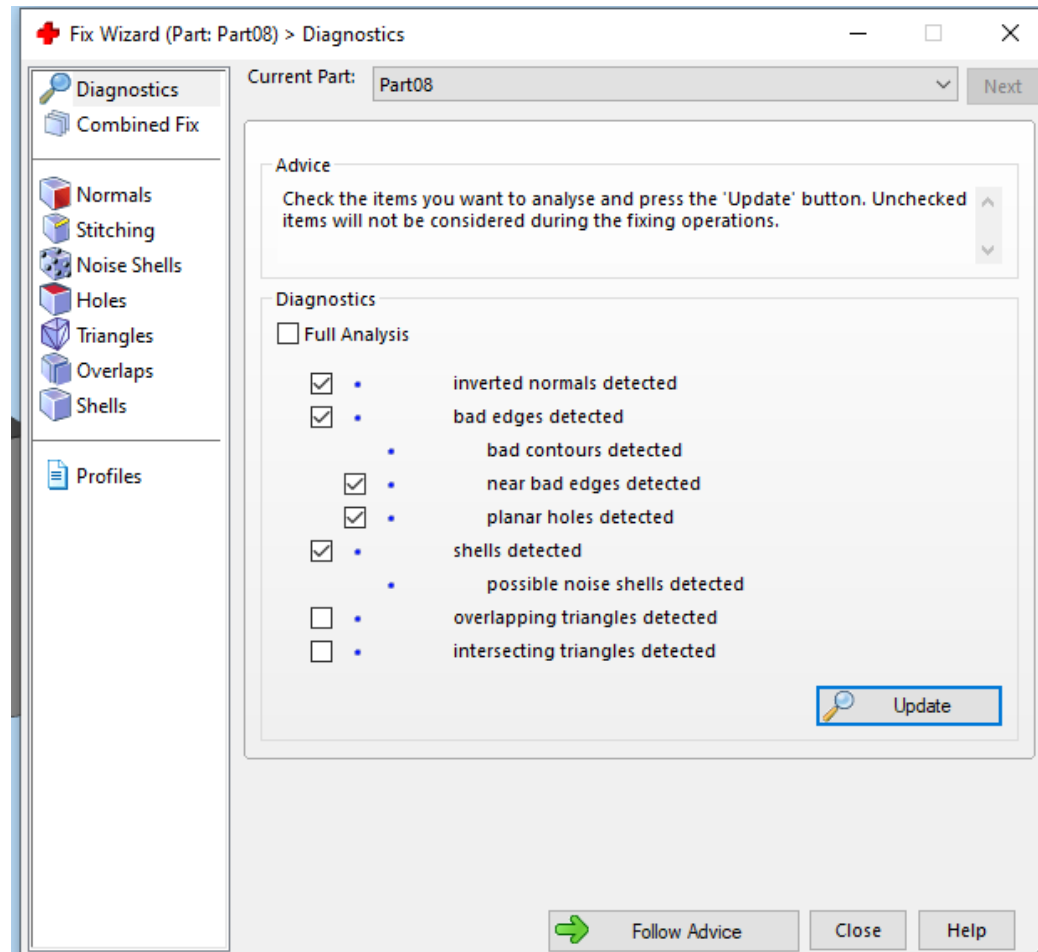 Fix Wizard (Part: Part08) > Diagnostics
Diagnostics
Combined Fix
Normals
Stitching
Noise Shells
Holes
Triangles
Overlaps
Shells
Profiles
Current Part:
Part08
Next
Advice
Check the items you want to analyse and press the 'Update' button. Unchecked
items will not be considered during the fixing operations.
Diagnostics
Full Analysis
inverted normals detected
bad edges detected
bad contours detected
near bad edges detected
planar holes detected
shells detected
possible noise shells detected
overlapping triangles detected
intersecting triangles detected
Update
Follow Advice
Close
Help